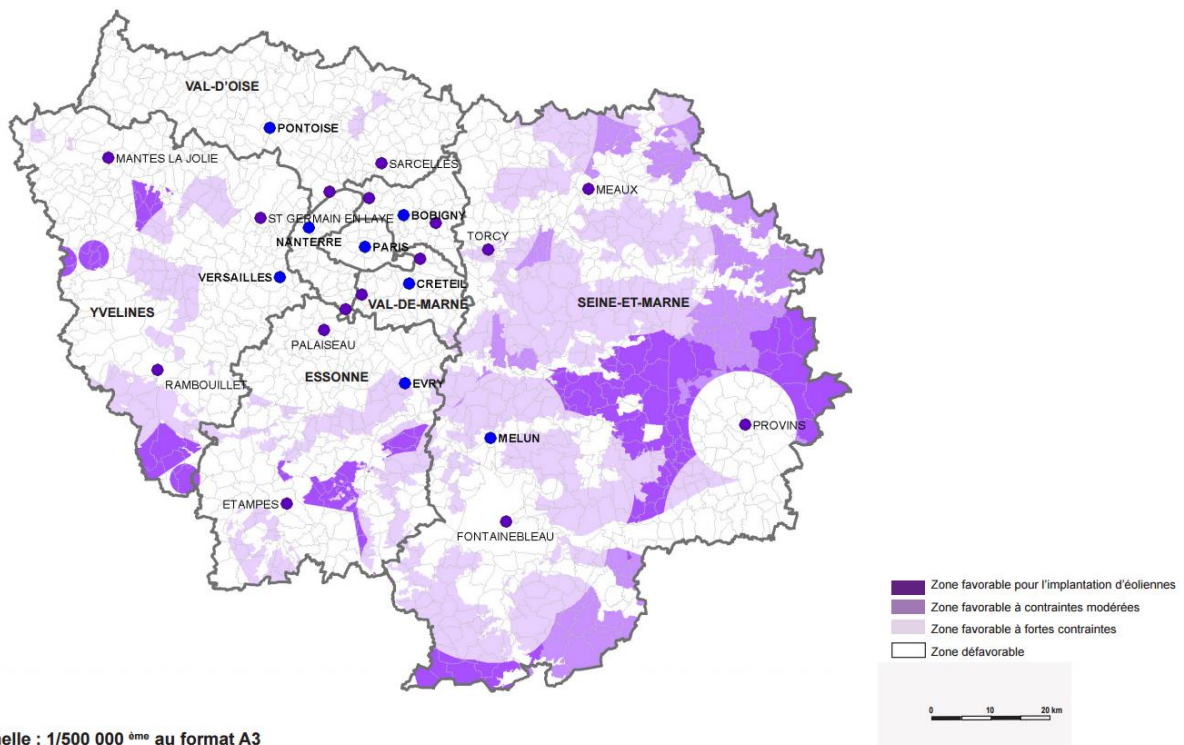 VAL-D'OISE
PONTOISE
MANTES LA JOLIE
SARCELLES
MEAUX
ST GERMAIN EN LAYE
BOBIGNY
NANTERRE
TORCY
PARIS
VERSAILLES
CRETEIL
VAL-DE-MARNE
SEINE-ET-MARNE
YVELINES
PALAISEAU
ESSONNE
RAMBOUILLET
EVRY
PROVINS
MELUN
ETAMPES
FONTAINEBLEAU
Zone favorable pour l'implantation d'éoliennes
Zone favorable à contraintes modérées
Zone favorable à fortes contraintes
Zone défavorable
0 10 20 km
elle : 1/500 000 ème au format A3